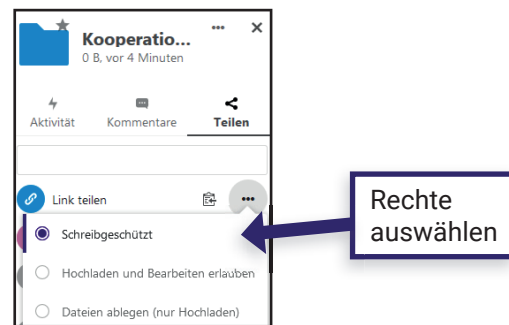 Kooperatio...
0 B, vor 4 Minuten
Aktivität Kommentare Teilen
Link teilen
Schreibgeschützt
Hochladen und Bearbeiten erlauben
Dateien ablegen (nur Hochladen)
Rechte
auswählen